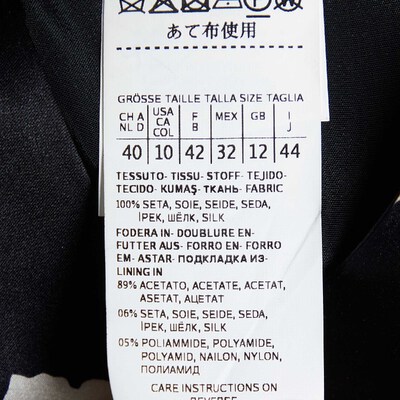 あて布使用
GRÖSSE TAILLE TALLA SIZE TAGLIA
CH A NL D USA CA COL F B MEX GB I J
40 10 42 32 12 44
TESSUTO- TISSU- STOFF- TEJIDO-
TECIDO- KUMAŞ- ТКАНЬ- FABRIC
100% SETA, SOIE, SEIDE, SEDA,
İPEK, ШЁЛК, SILK
FODERA IN- DOUBLURE EN-
FUTTER AUS- FORRO EN- FORRO
EM- ASTAR- ПОДКЛАДКА ИЗ-
LINING IN
89% ACETATO, ACETATE, ACETAT,
ASETAT, АЦЕТАТ
06% SETA, SOIE, SEIDE, SEDA,
İPEK, ШЁЛК, SILK
05% POLIAMMIDE, POLYAMIDE,
POLYAMID, NAILON, NYLON,
ПОЛИАМИД
CARE INSTRUCTIONS ON
REVERSE